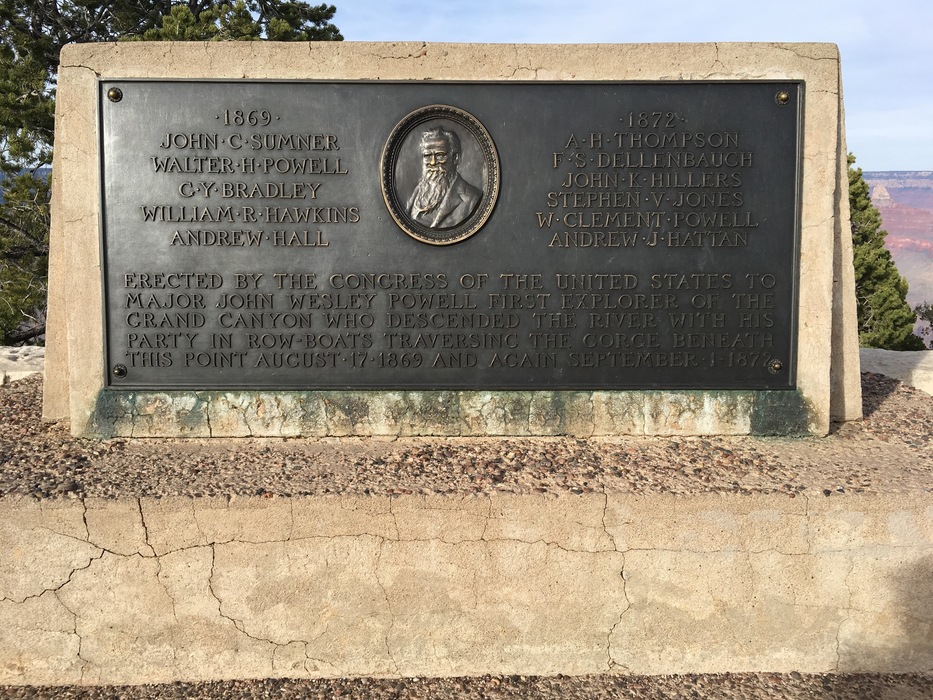 ·1869·
JOHN·C·SUMNER
WALTER·H·POWELL
G·Y·BRADLEY
WILLIAM·R·HAWKINS
ANDREW·HALL
·1872·
A·H·THOMPSON
F·S·DELLENBAUGH
JOHN·K·HILLERS
STEPHEN·V·JONES
W·CLEMENT·POWELL
ANDREW·J·HATTAN
ERECTED BY THE CONGRESS OF THE UNITED STATES TO
MAJOR JOHN WESLEY POWELL FIRST EXPLORER OF THE
GRAND CANYON WHO DESCENDED THE RIVER WITH HIS
PARTY IN ROW-BOATS TRAVERSING THE GORGE BENEATH
THIS POINT AUGUST·17·1869 AND AGAIN SEPTEMBER·1·1872